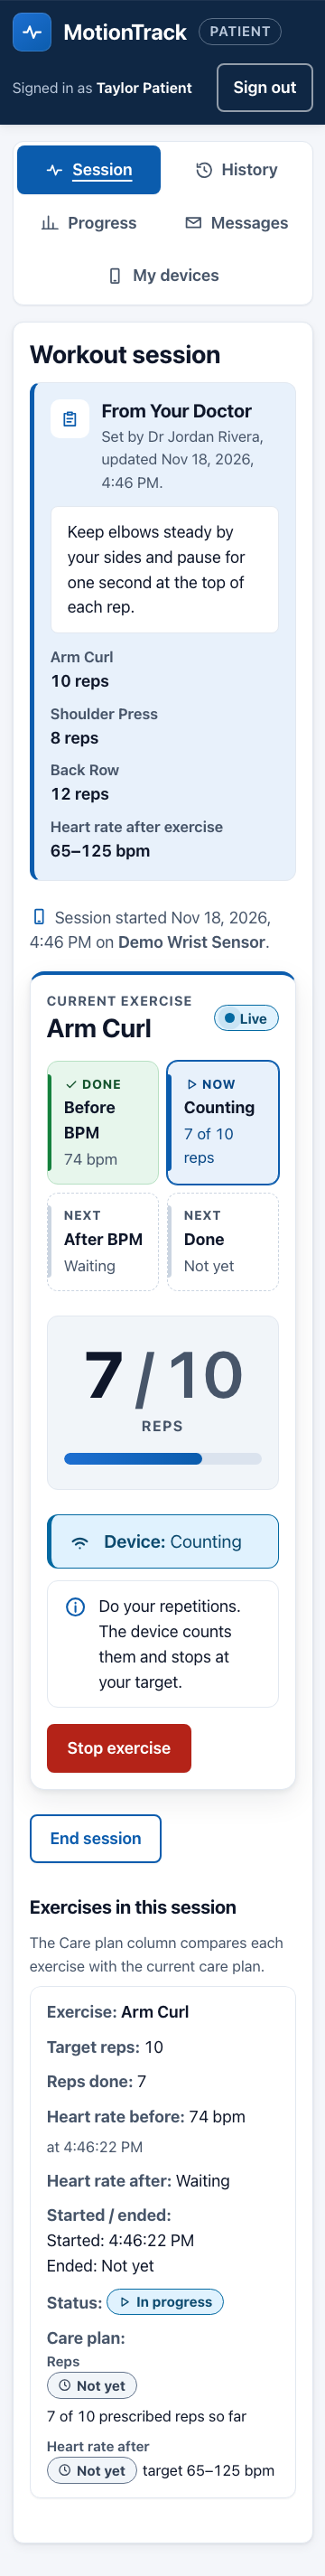 MotionTrack PATIENT
Signed in as Taylor Patient Sign out
Session History
Progress Messages
My devices
Workout session
From Your Doctor
Set by Dr Jordan Rivera,
updated Nov 18, 2026,
4:46 PM.
Keep elbows steady by
your sides and pause for
one second at the top of
each rep.
Arm Curl
10 reps
Shoulder Press
8 reps
Back Row
12 reps
Heart rate after exercise
65–125 bpm
Session started Nov 18, 2026,
4:46 PM on Demo Wrist Sensor.
CURRENT EXERCISE
Arm Curl
Live
DONE
Before
BPM
74 bpm
NOW
Counting
7 of 10
reps
NEXT
After BPM
Waiting
NEXT
Done
Not yet
7 / 10
REPS
Device: Counting
Do your repetitions.
The device counts
them and stops at
your target.
Stop exercise
End session
Exercises in this session
The Care plan column compares each
exercise with the current care plan.
Exercise: Arm Curl
Target reps: 10
Reps done: 7
Heart rate before: 74 bpm
at 4:46:22 PM
Heart rate after: Waiting
Started / ended:
Started: 4:46:22 PM
Ended: Not yet
Status: In progress
Care plan:
Reps
Not yet
7 of 10 prescribed reps so far
Heart rate after
Not yet target 65–125 bpm